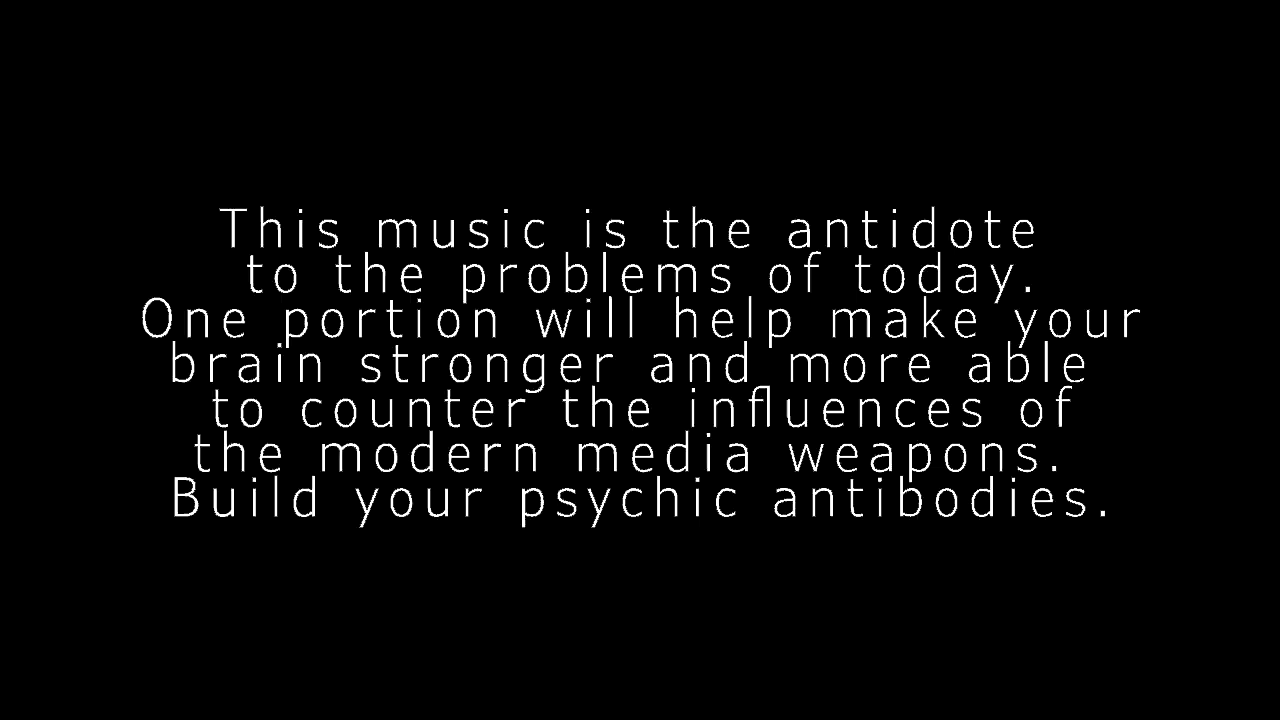 This music is the antidote
to the problems of today.
One portion will help make your
brain stronger and more able
to counter the influences of
the modern media weapons.
Build your psychic antibodies.